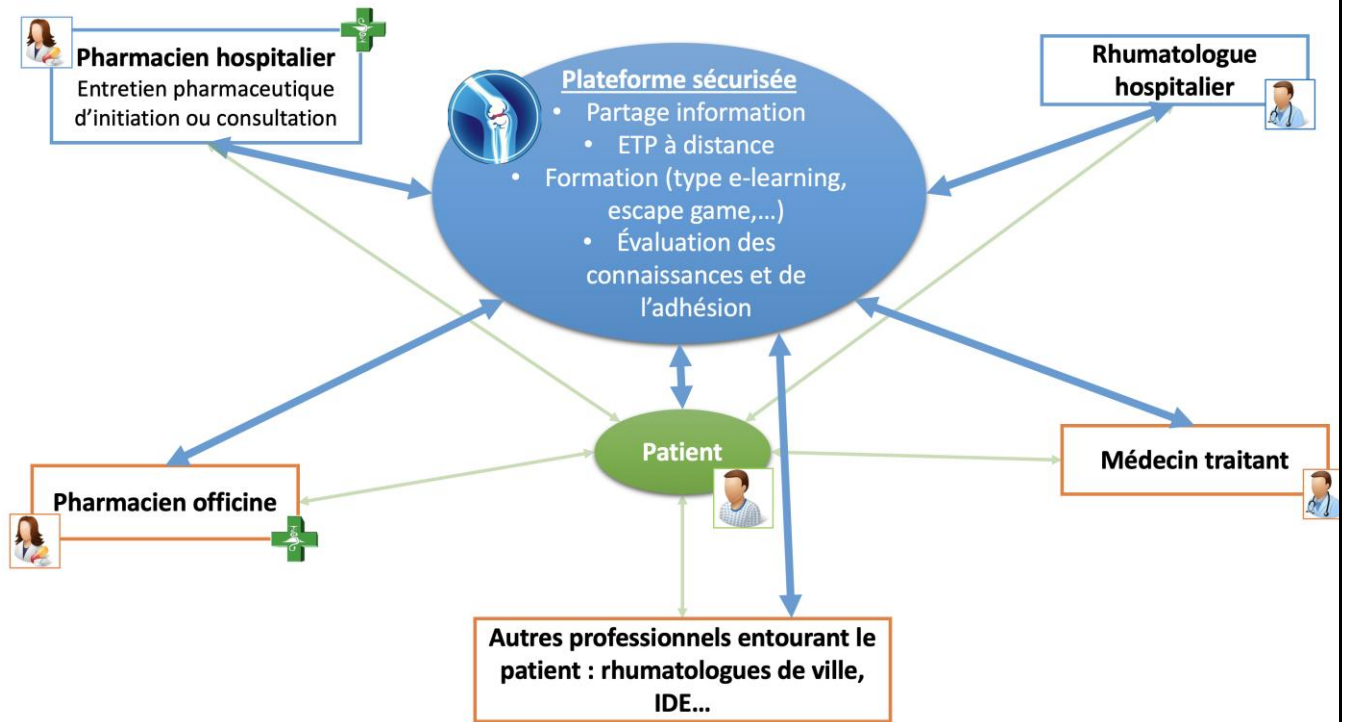 Pharmacien hospitalier
Entretien pharmaceutique
d’initiation ou consultation
Plateforme sécurisée
• Partage information
• ETP à distance
• Formation (type e-learning,
escape game,…)
• Évaluation des
connaissances et de
l’adhésion
Rhumatologue
hospitalier
Patient
Pharmacien officine
Médecin traitant
Autres professionnels entourant le
patient : rhumatologues de ville,
IDE…